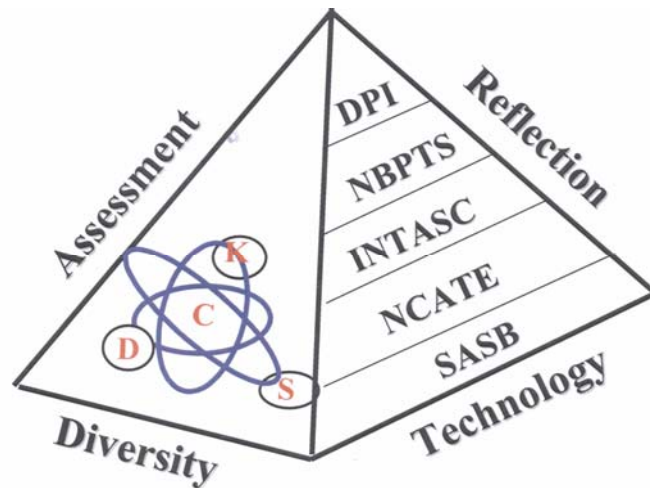 Assessment
Reflection
DPI
NBPTS
INTASC
NCATE
SASB
K
C
D
S
Diversity
Technology